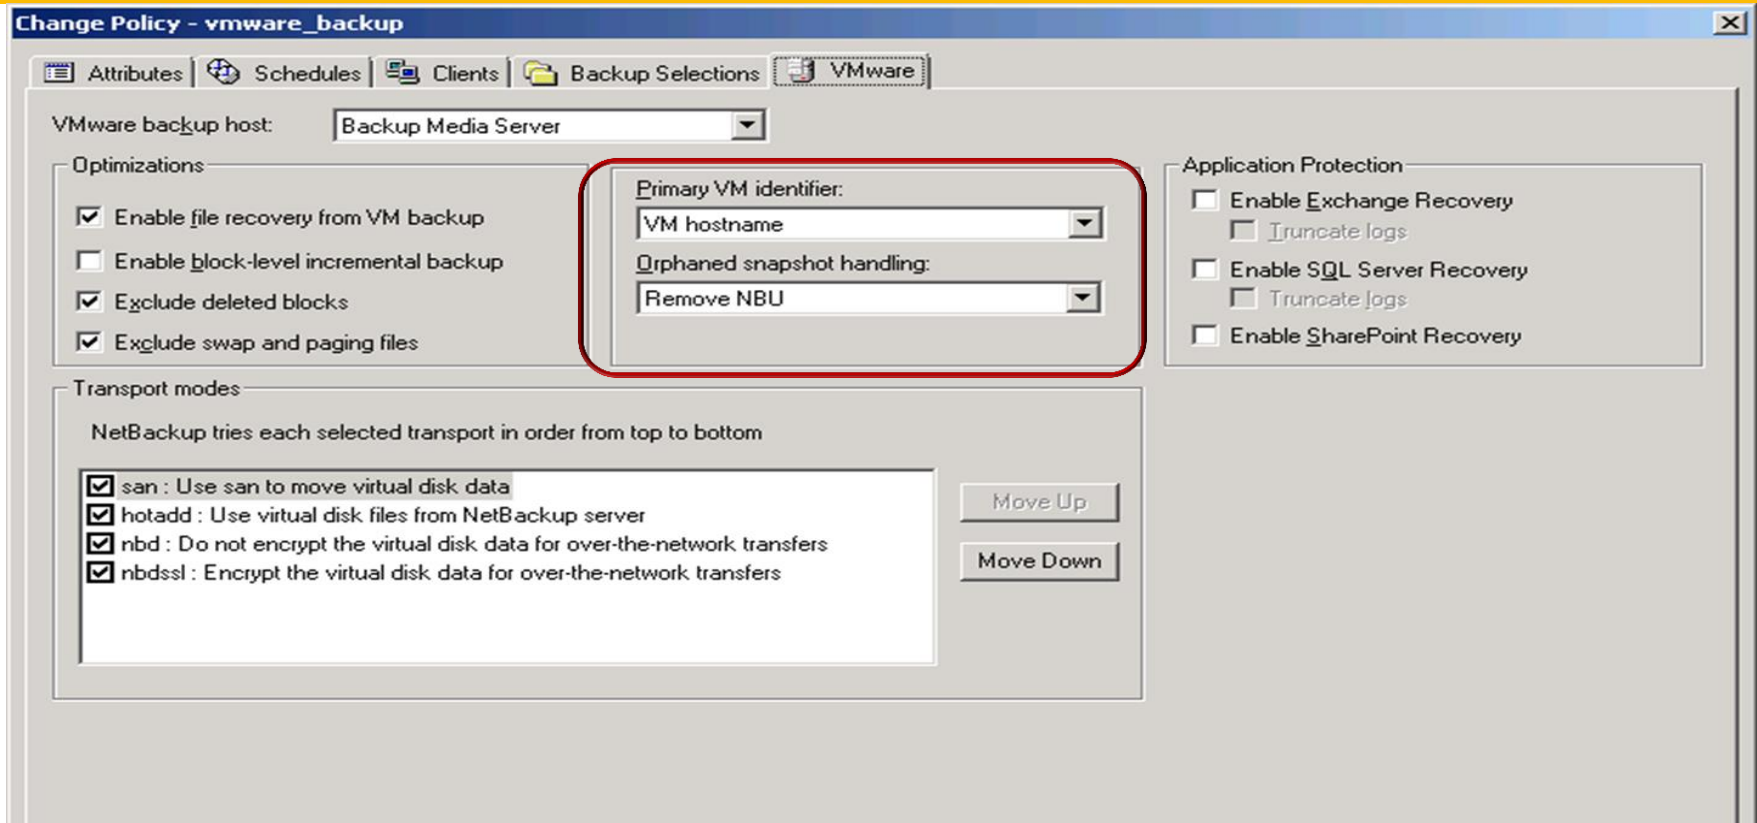 Change Policy - vmware_backup
Attributes Schedules Clients Backup Selections VMware
VMware backup host: Backup Media Server
Optimizations
Enable file recovery from VM backup
Enable block-level incremental backup
Exclude deleted blocks
Exclude swap and paging files
Primary VM identifier:
VM hostname
Orphaned snapshot handling:
Remove NBU
Application Protection
Enable Exchange Recovery
Truncate logs
Enable SQL Server Recovery
Truncate logs
Enable SharePoint Recovery
Transport modes
NetBackup tries each selected transport in order from top to bottom
san : Use san to move virtual disk data
hotadd : Use virtual disk files from NetBackup server
nbd : Do not encrypt the virtual disk data for over-the-network transfers
nbdssl : Encrypt the virtual disk data for over-the-network transfers
Move Up
Move Down